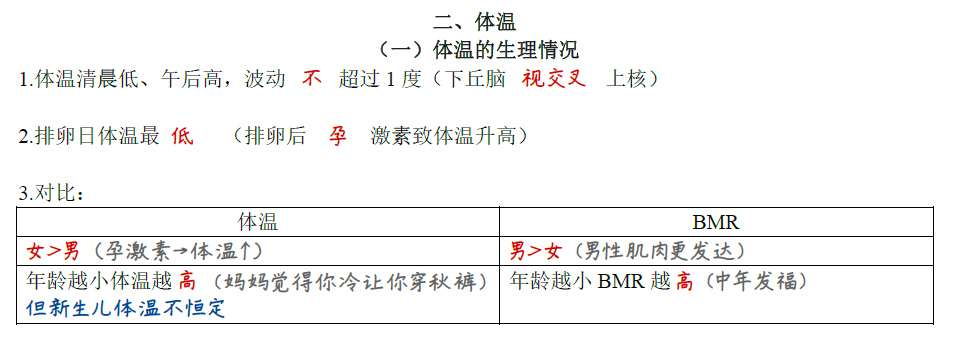 二、体温
（一）体温的生理情况
1.体温清晨低、午后高，波动 不 超过 1 度（下丘脑 视交叉 上核）
2.排卵日体温最 低 （排卵后 孕 激素致体温升高）
3.对比：
体温 BMR
女>男（孕激素→体温↑） 男>女（男性肌肉更发达）
年龄越小体温越 高 （妈妈觉得你冷让你穿秋裤） 年龄越小 BMR 越 高（中年发福）
但新生儿体温不恒定